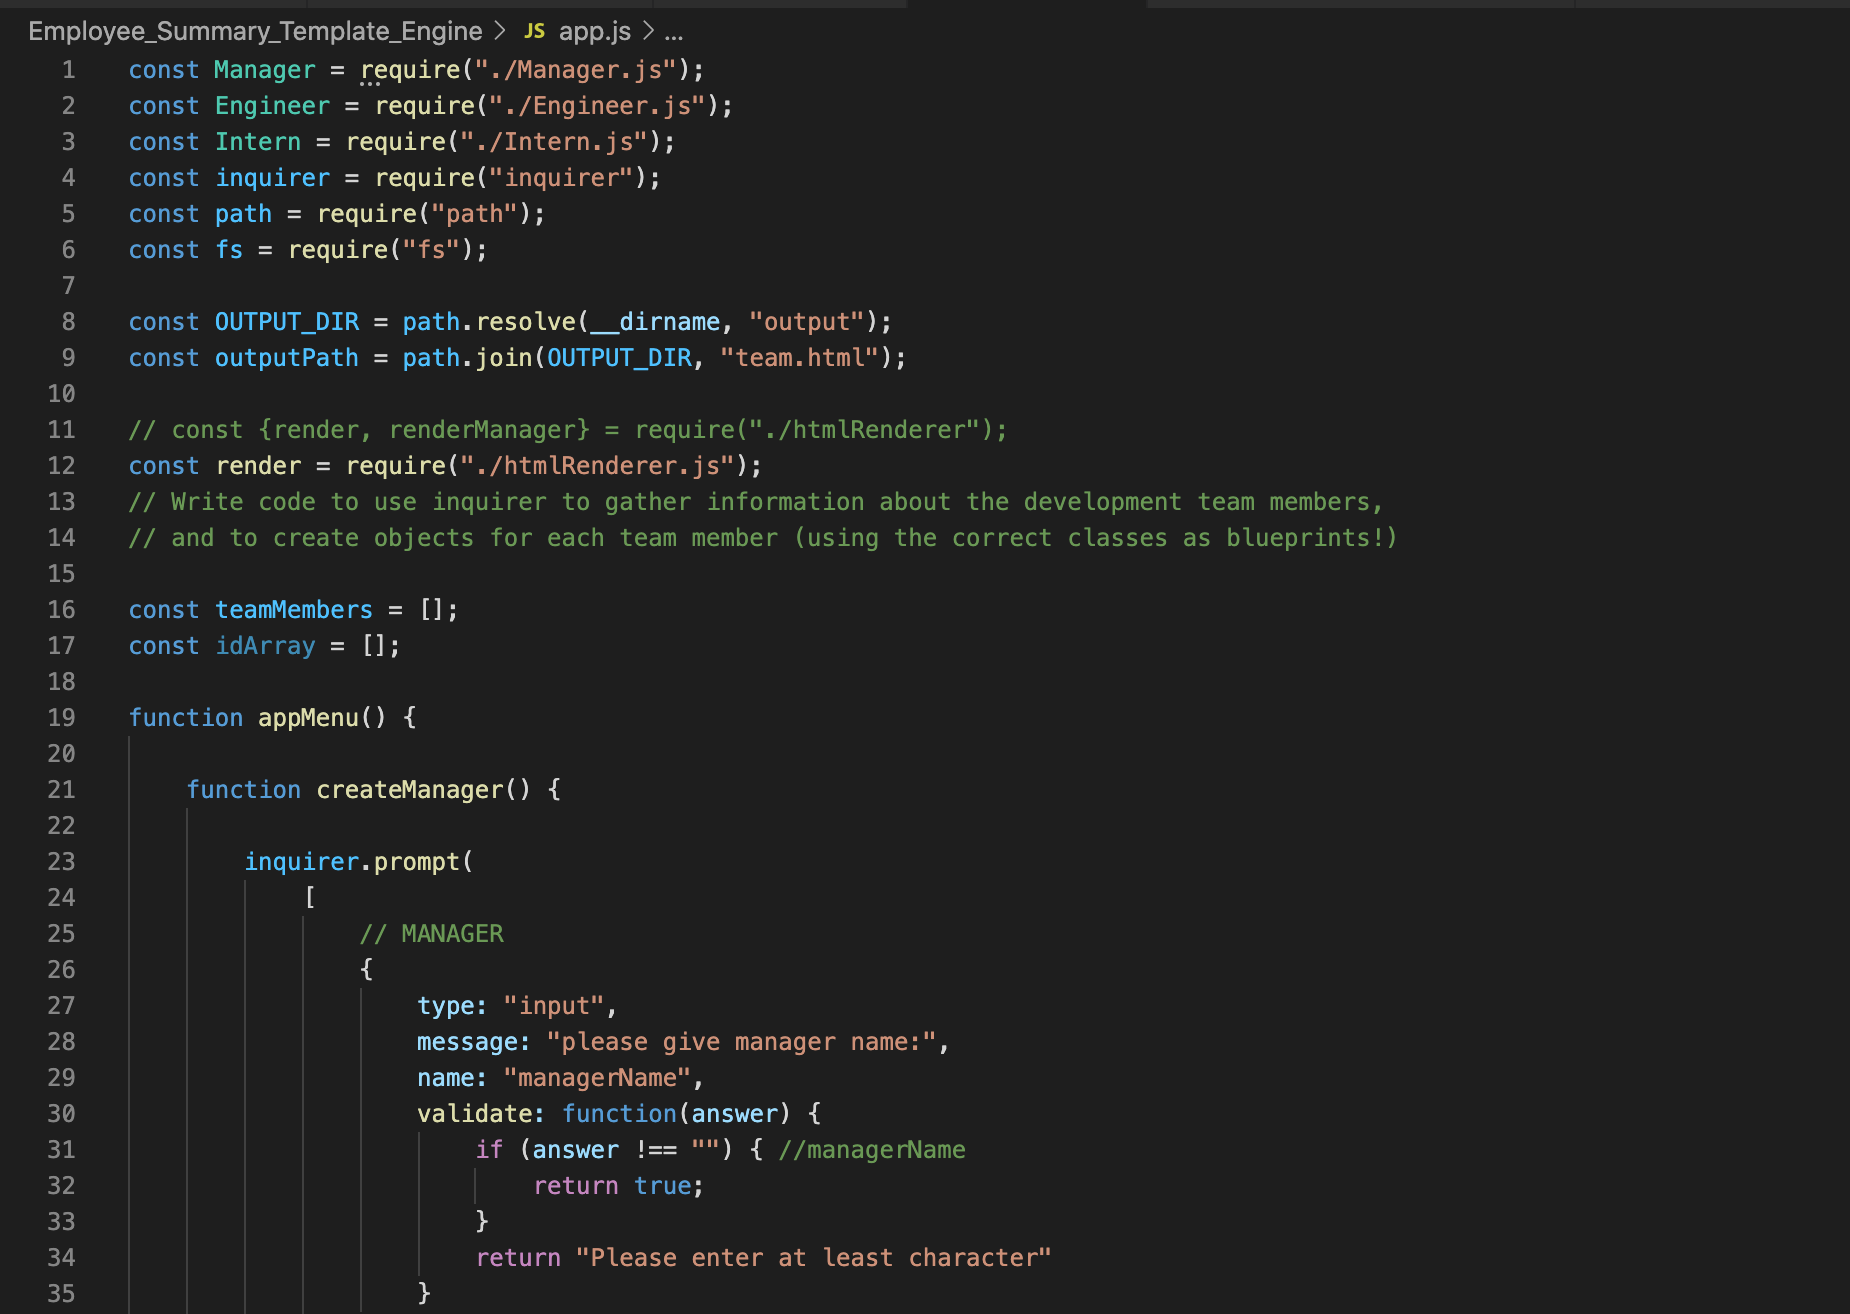 Employee_Summary_Template_Engine > JS app.js > ...
1 const Manager = require("./Manager.js");
2 const Engineer = require("./Engineer.js");
3 const Intern = require("./Intern.js");
4 const inquirer = require("inquirer");
5 const path = require("path");
6 const fs = require("fs");
7
8 const OUTPUT_DIR = path.resolve(__dirname, "output");
9 const outputPath = path.join(OUTPUT_DIR, "team.html");
10
11 // const {render, renderManager} = require("./htmlRenderer");
12 const render = require("./htmlRenderer.js");
13 // Write code to use inquirer to gather information about the development team members,
14 // and to create objects for each team member (using the correct classes as blueprints!)
15
16 const teamMembers = [];
17 const idArray = [];
18
19 function appMenu() {
20
21     function createManager() {
22
23         inquirer.prompt(
24             [
25                 // MANAGER
26                 {
27                     type: "input",
28                     message: "please give manager name:",
29                     name: "managerName",
30                     validate: function(answer) {
31                         if (answer !== "") { //managerName
32                             return true;
33                         }
34                         return "Please enter at least character"
35                     }